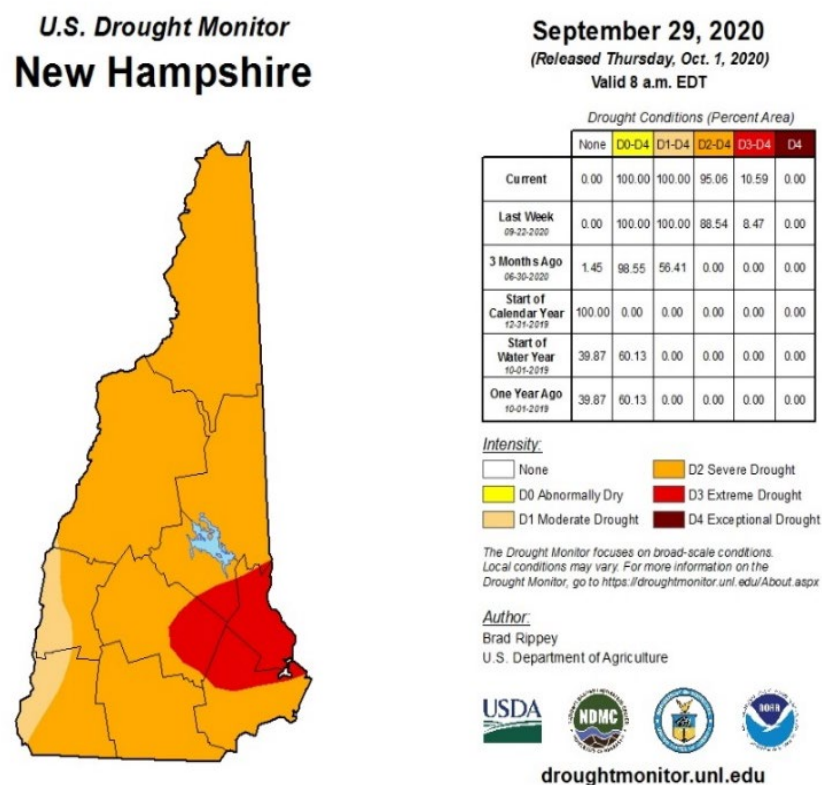 U.S. Drought Monitor
New Hampshire
September 29, 2020
(Released Thursday, Oct. 1, 2020)
Valid 8 a.m. EDT
Drought Conditions (Percent Area)
None D0-D4 D1-D4 D2-D4 D3-D4 D4
Current 0.00 100.00 100.00 95.06 10.59 0.00
Last Week
09-22-2020
0.00 100.00 100.00 88.54 8.47 0.00
3 Months Ago
06-30-2020
1.45 98.55 56.41 0.00 0.00 0.00
Start of
Calendar Year
12-31-2019
100.00 0.00 0.00 0.00 0.00 0.00
Start of
Water Year
10-01-2019
39.87 60.13 0.00 0.00 0.00 0.00
One Year Ago
10-01-2019
39.87 60.13 0.00 0.00 0.00 0.00
Intensity:
None
D0 Abnormally Dry
D1 Moderate Drought
D2 Severe Drought
D3 Extreme Drought
D4 Exceptional Drought
The Drought Monitor focuses on broad-scale conditions.
Local conditions may vary. For more information on the
Drought Monitor, go to https://droughtmonitor.unl.edu/About.aspx
Author:
Brad Rippey
U.S. Department of Agriculture
USDA
NDMC
NOAA
droughtmonitor.unl.edu